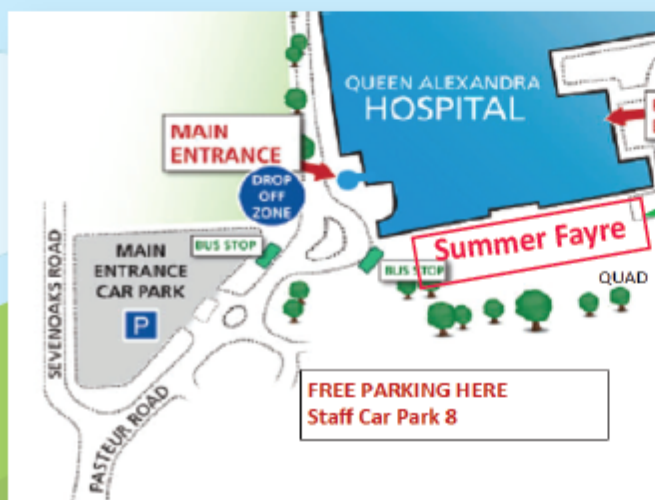 QUEEN ALEXANDRA
HOSPITAL
MAIN
ENTRANCE
DROP
OFF
ZONE
BUS STOP
MAIN
ENTRANCE
CAR PARK
P
SEVENOAKS ROAD
BUS STOP
Summer Fayre
QUAD
FREE PARKING HERE
Staff Car Park 8
PASTEUR ROAD